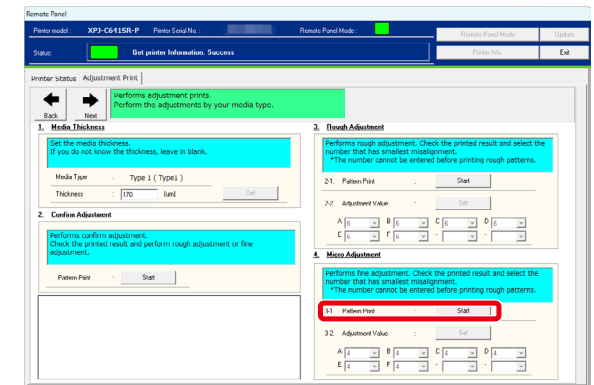 Remote Panel
Printer model : XPJ-C641SR-P Printer Serial No. : Remote Panel Mode :
Remote Panel Mode Update
Status: Get printer Information. Success
Printer Info. Exit
Printer Status Adjustment Print
Back Next
Performs adjustment prints.
Perform the adjustments by your media type.
1. Media Thickness
Set the media thickness.
If you do not know the thickness, leave in blank.
Media Type : Type 1 ( Type1 )
Thickness : 170 [um] Set
2. Confirm Adjustment
Performs confirm adjustment.
Check the printed result and perform rough adjustment or fine
adjustment.
Pattern Print : Start
3. Rough Adjustment
Performs rough adjustment. Check the printed result and select the
number that has smallest misalignment.
*The number cannot be entered before printing rough patterns.
2-1. Pattern Print : Start
2-2. Adjustment Value : Set
A 6 B 6 C 6 D 6
E 6 F 6 - -
4. Micro Adjustment
Performs fine adjustment. Check the printed result and select the
number that has smallest misalignment.
*The number cannot be entered before printing rough patterns.
3-1. Pattern Print : Start
3-2. Adjustment Value : Set
A 4 B 4 C 4 D 4
E 4 F 4 - -